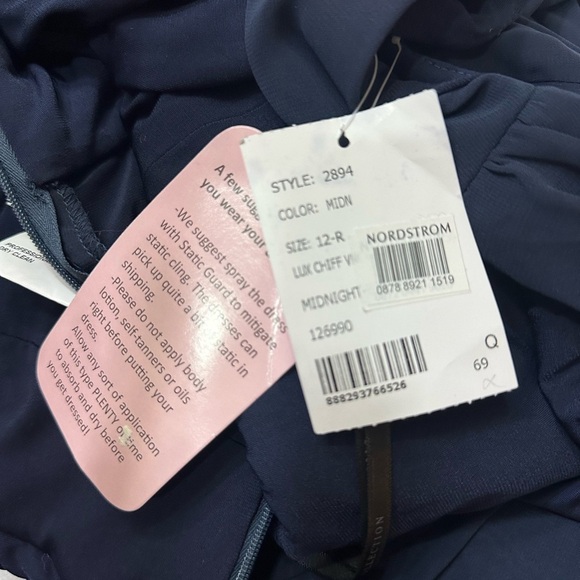 STYLE: 2894
COLOR: MIDN
SIZE: 12-R
LUX CHIFF V
MIDNIGHT
126990
NORDSTROM
0878 8921 1519
Q
69
888293766526
A few
you wear your
-We suggest spray the dress
with Static Guard to mitigate
static cling. The dresses can
pick up quite a bit of static in
shipping.
-Please do not apply body
lotion, self-tanners or oils
right before putting your
dress.
Allow any sort of application
of this type PLENTY of time
to absorb and dry before
you get dressed!
DRY CLEAN